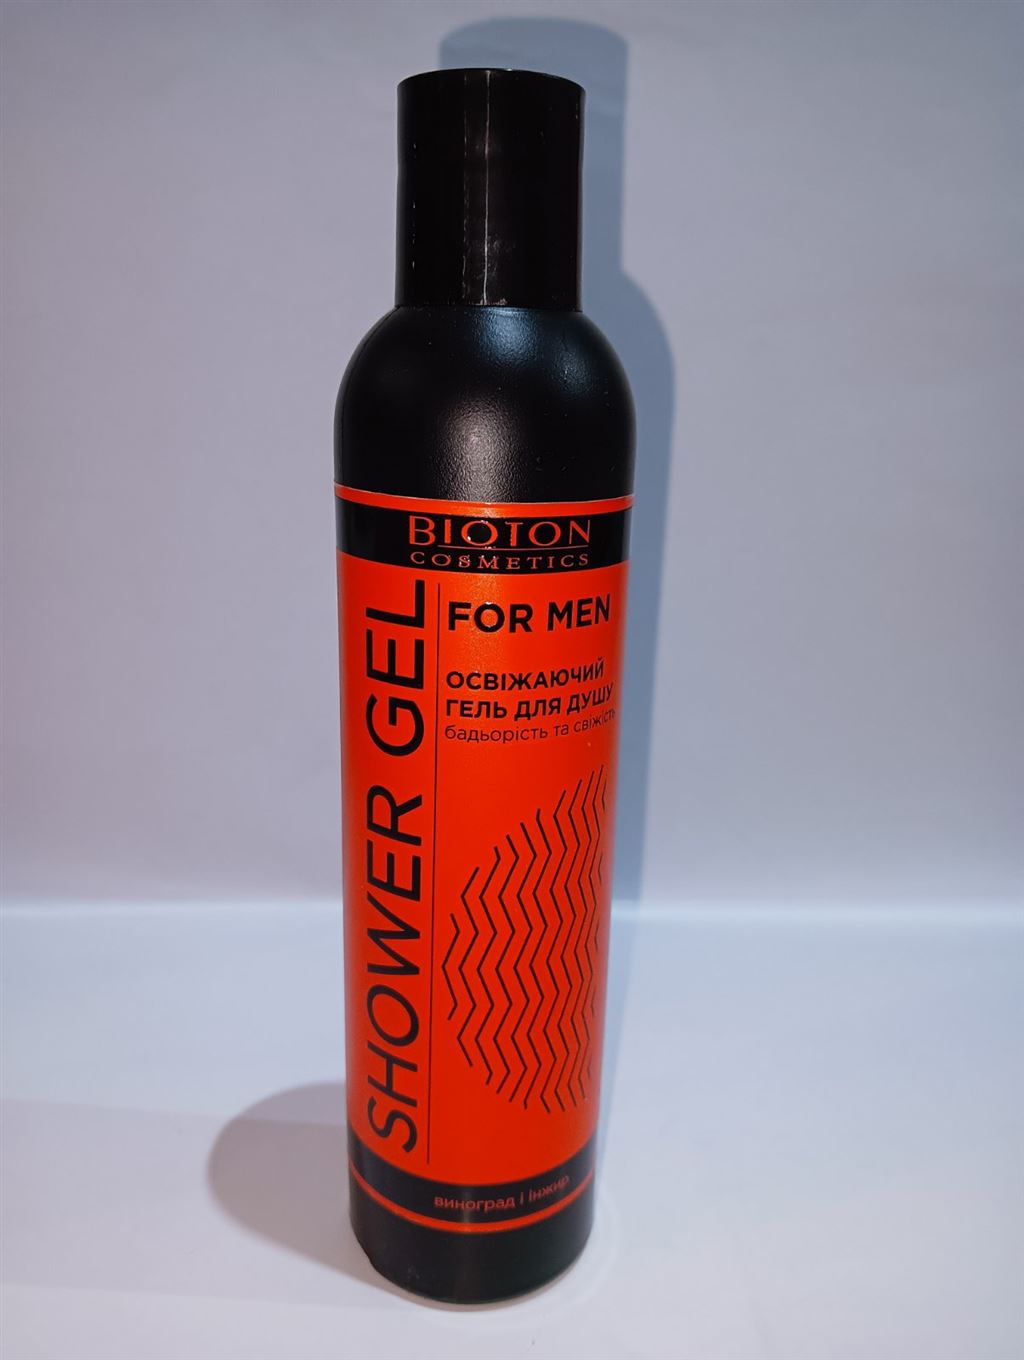 BIOTON
COSMETICS
SHOWER GEL
FOR MEN
ОСВІЖАЮЧИЙ
ГЕЛЬ ДЛЯ ДУШУ
бадьорість та свіжість
виноград і інжир